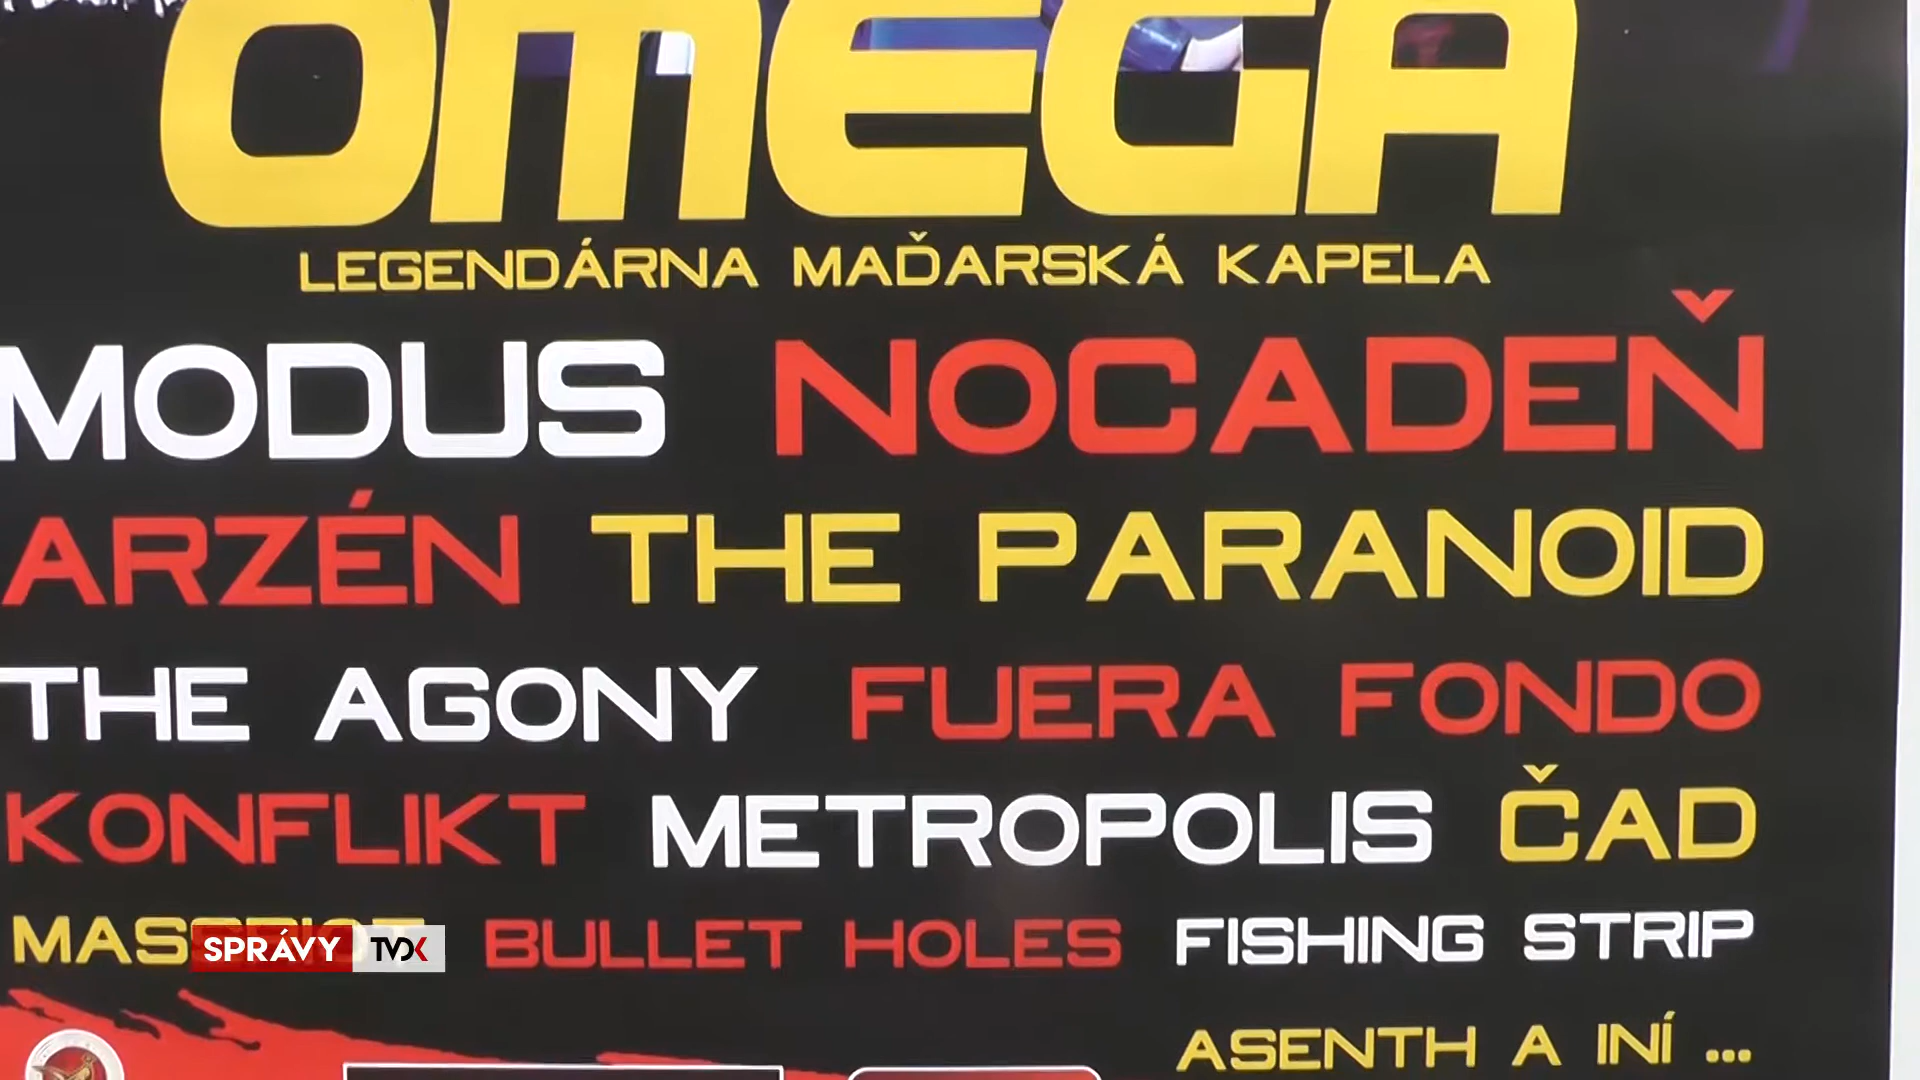 OMEGA
LEGENDÁRNA MAĎARSKÁ KAPELA
MODUS NOCADEŇ
ARZÉN THE PARANOID
THE AGONY FUERA FONDO
KONFLIKT METROPOLIS ČAD
BULLET HOLES FISHING STRIP
SPRÁVY TVDK
ASENTH A INÍ ...